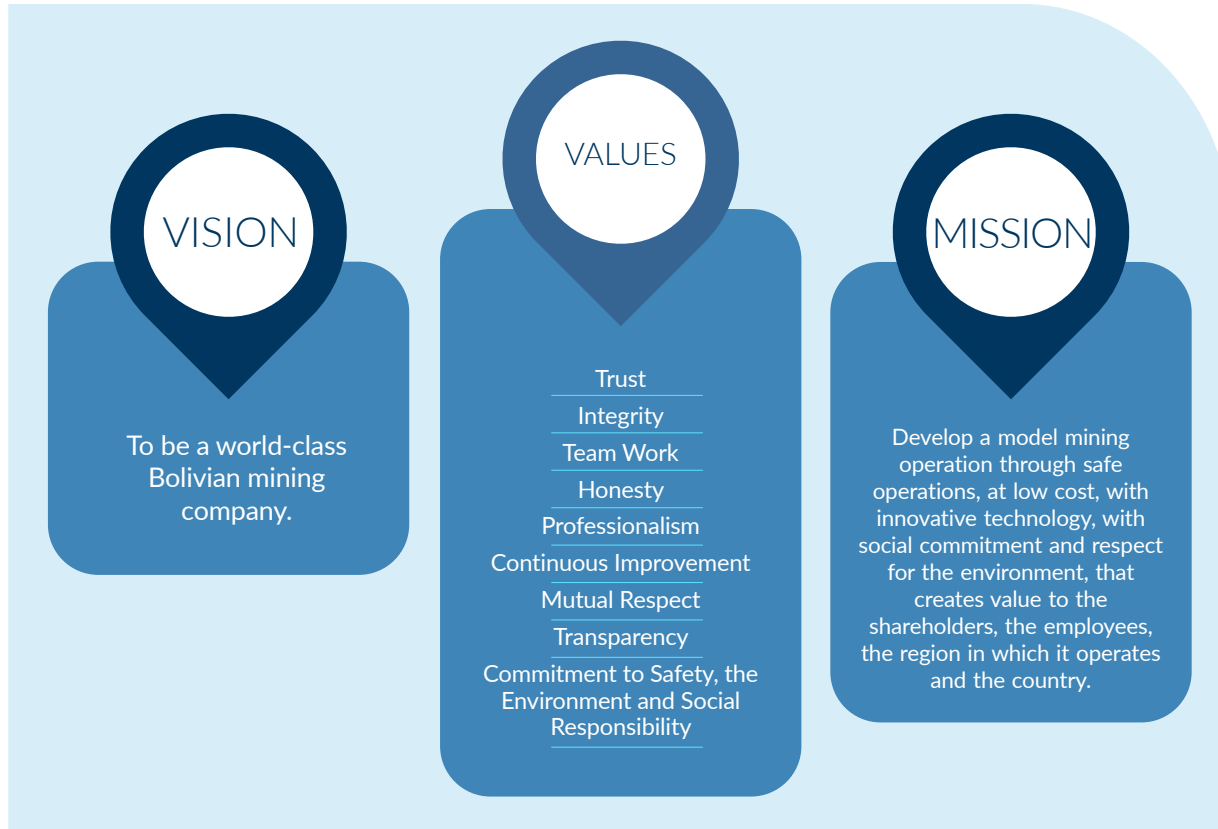 VISION
To be a world-class
Bolivian mining
company.
VALUES
Trust
Integrity
Team Work
Honesty
Professionalism
Continuous Improvement
Mutual Respect
Transparency
Commitment to Safety, the
Environment and Social
Responsibility
MISSION
Develop a model mining
operation through safe
operations, at low cost, with
innovative technology, with
social commitment and respect
for the environment, that
creates value to the
shareholders, the employees,
the region in which it operates
and the country.